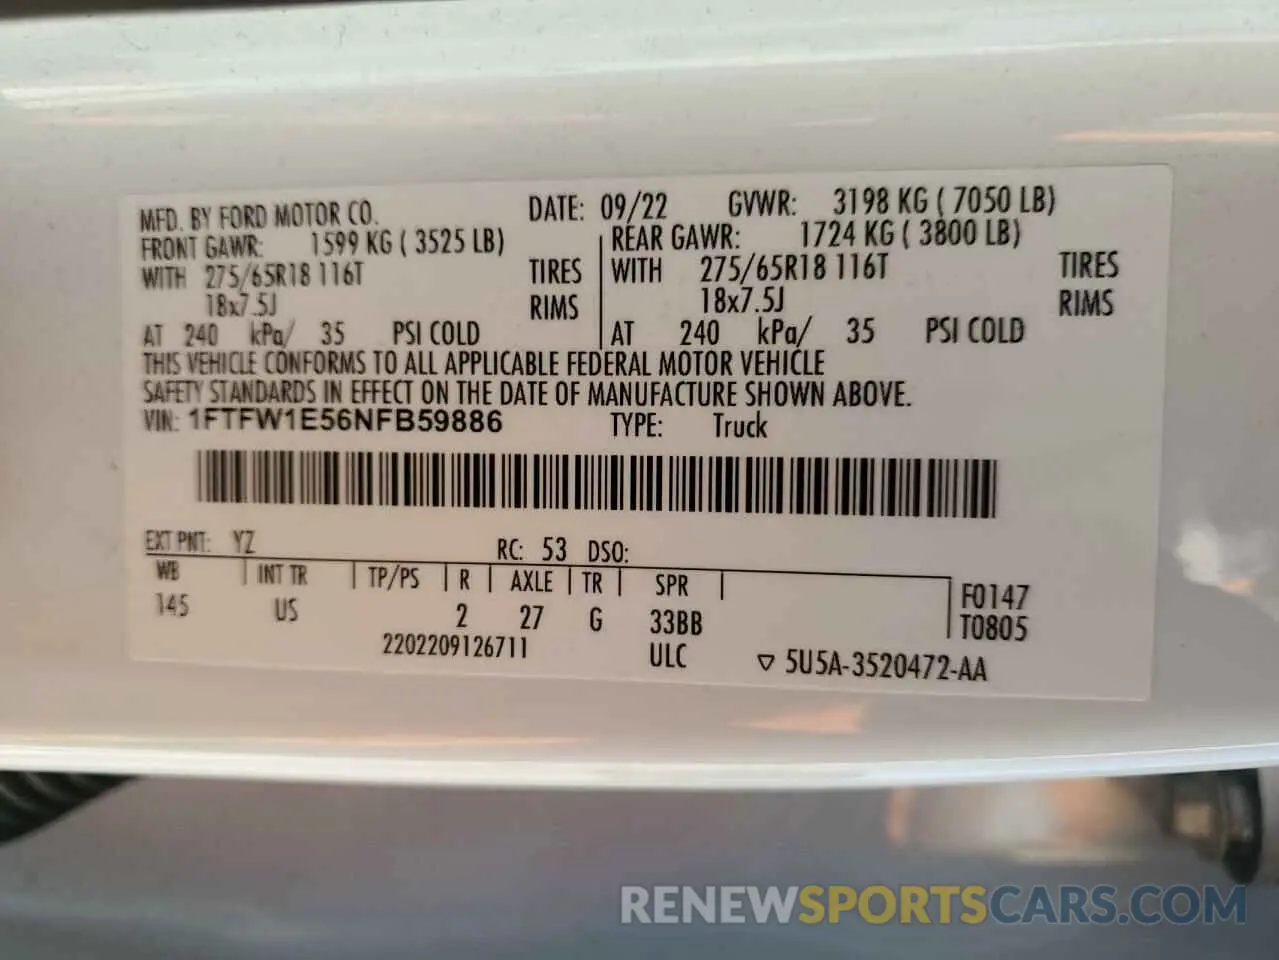 MFD. BY FORD MOTOR CO. DATE: 09/22 GVWR: 3198 KG ( 7050 LB)
FRONT GAWR: 1599 KG ( 3525 LB) REAR GAWR: 1724 KG ( 3800 LB)
WITH 275/65R18 116T TIRES WITH 275/65R18 116T TIRES
18x7.5J RIMS 18x7.5J RIMS
AT 240 kPa/ 35 PSI COLD AT 240 kPa/ 35 PSI COLD
THIS VEHICLE CONFORMS TO ALL APPLICABLE FEDERAL MOTOR VEHICLE
SAFETY STANDARDS IN EFFECT ON THE DATE OF MANUFACTURE SHOWN ABOVE.
VIN: 1FTFW1E56NFB59886 TYPE: Truck
EXT PNT: YZ RC: 53 DSO:
WB INT TR TP/PS R AXLE TR SPR F0147
145 US 2 27 G 33BB T0805
2202209126711 ULC ▽ 5U5A-3520472-AA
RENEWSPORTSCARS.COM